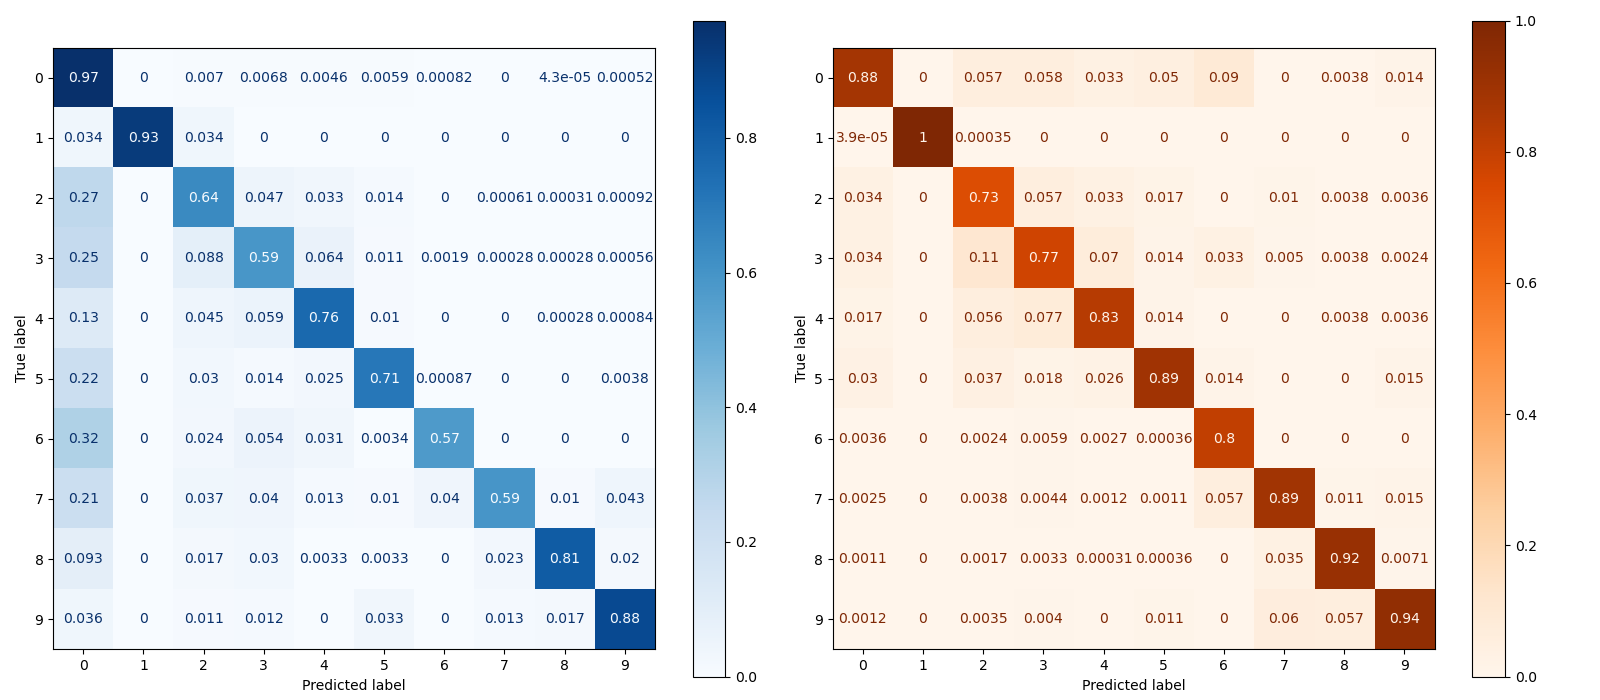 0 0.97 0 0.007 0.0068 0.0046 0.0059 0.00082 0 4.3e-05 0.00052
1 0.034 0.93 0.034 0 0 0 0 0 0 0
2 0.27 0 0.64 0.047 0.033 0.014 0 0.00061 0.00031 0.00092
3 0.25 0 0.088 0.59 0.064 0.011 0.0019 0.00028 0.00028 0.00056
4 0.13 0 0.045 0.059 0.76 0.01 0 0 0.00028 0.00084
5 0.22 0 0.03 0.014 0.025 0.71 0.00087 0 0 0.0038
6 0.32 0 0.024 0.054 0.031 0.0034 0.57 0 0 0
7 0.21 0 0.037 0.04 0.013 0.01 0.04 0.59 0.01 0.043
8 0.093 0 0.017 0.03 0.0033 0.0033 0 0.023 0.81 0.02
9 0.036 0 0.011 0.012 0 0.033 0 0.013 0.017 0.88
0 1 2 3 4 5 6 7 8 9
Predicted label
True label
0.8
0.6
0.4
0.2
0.0
0 0.88 0 0.057 0.058 0.033 0.05 0.09 0 0.0038 0.014
1 3.9e-05 1 0.00035 0 0 0 0 0 0 0
2 0.034 0 0.73 0.057 0.033 0.017 0 0.01 0.0038 0.0036
3 0.034 0 0.11 0.77 0.07 0.014 0.033 0.005 0.0038 0.0024
4 0.017 0 0.056 0.077 0.83 0.014 0 0 0.0038 0.0036
5 0.03 0 0.037 0.018 0.026 0.89 0.014 0 0 0.015
6 0.0036 0 0.0024 0.0059 0.0027 0.00036 0.8 0 0 0
7 0.0025 0 0.0038 0.0044 0.0012 0.0011 0.057 0.89 0.011 0.015
8 0.0011 0 0.0017 0.0033 0.00031 0.00036 0 0.035 0.92 0.0071
9 0.0012 0 0.0035 0.004 0 0.011 0 0.06 0.057 0.94
0 1 2 3 4 5 6 7 8 9
Predicted label
True label
1.0
0.8
0.6
0.4
0.2
0.0